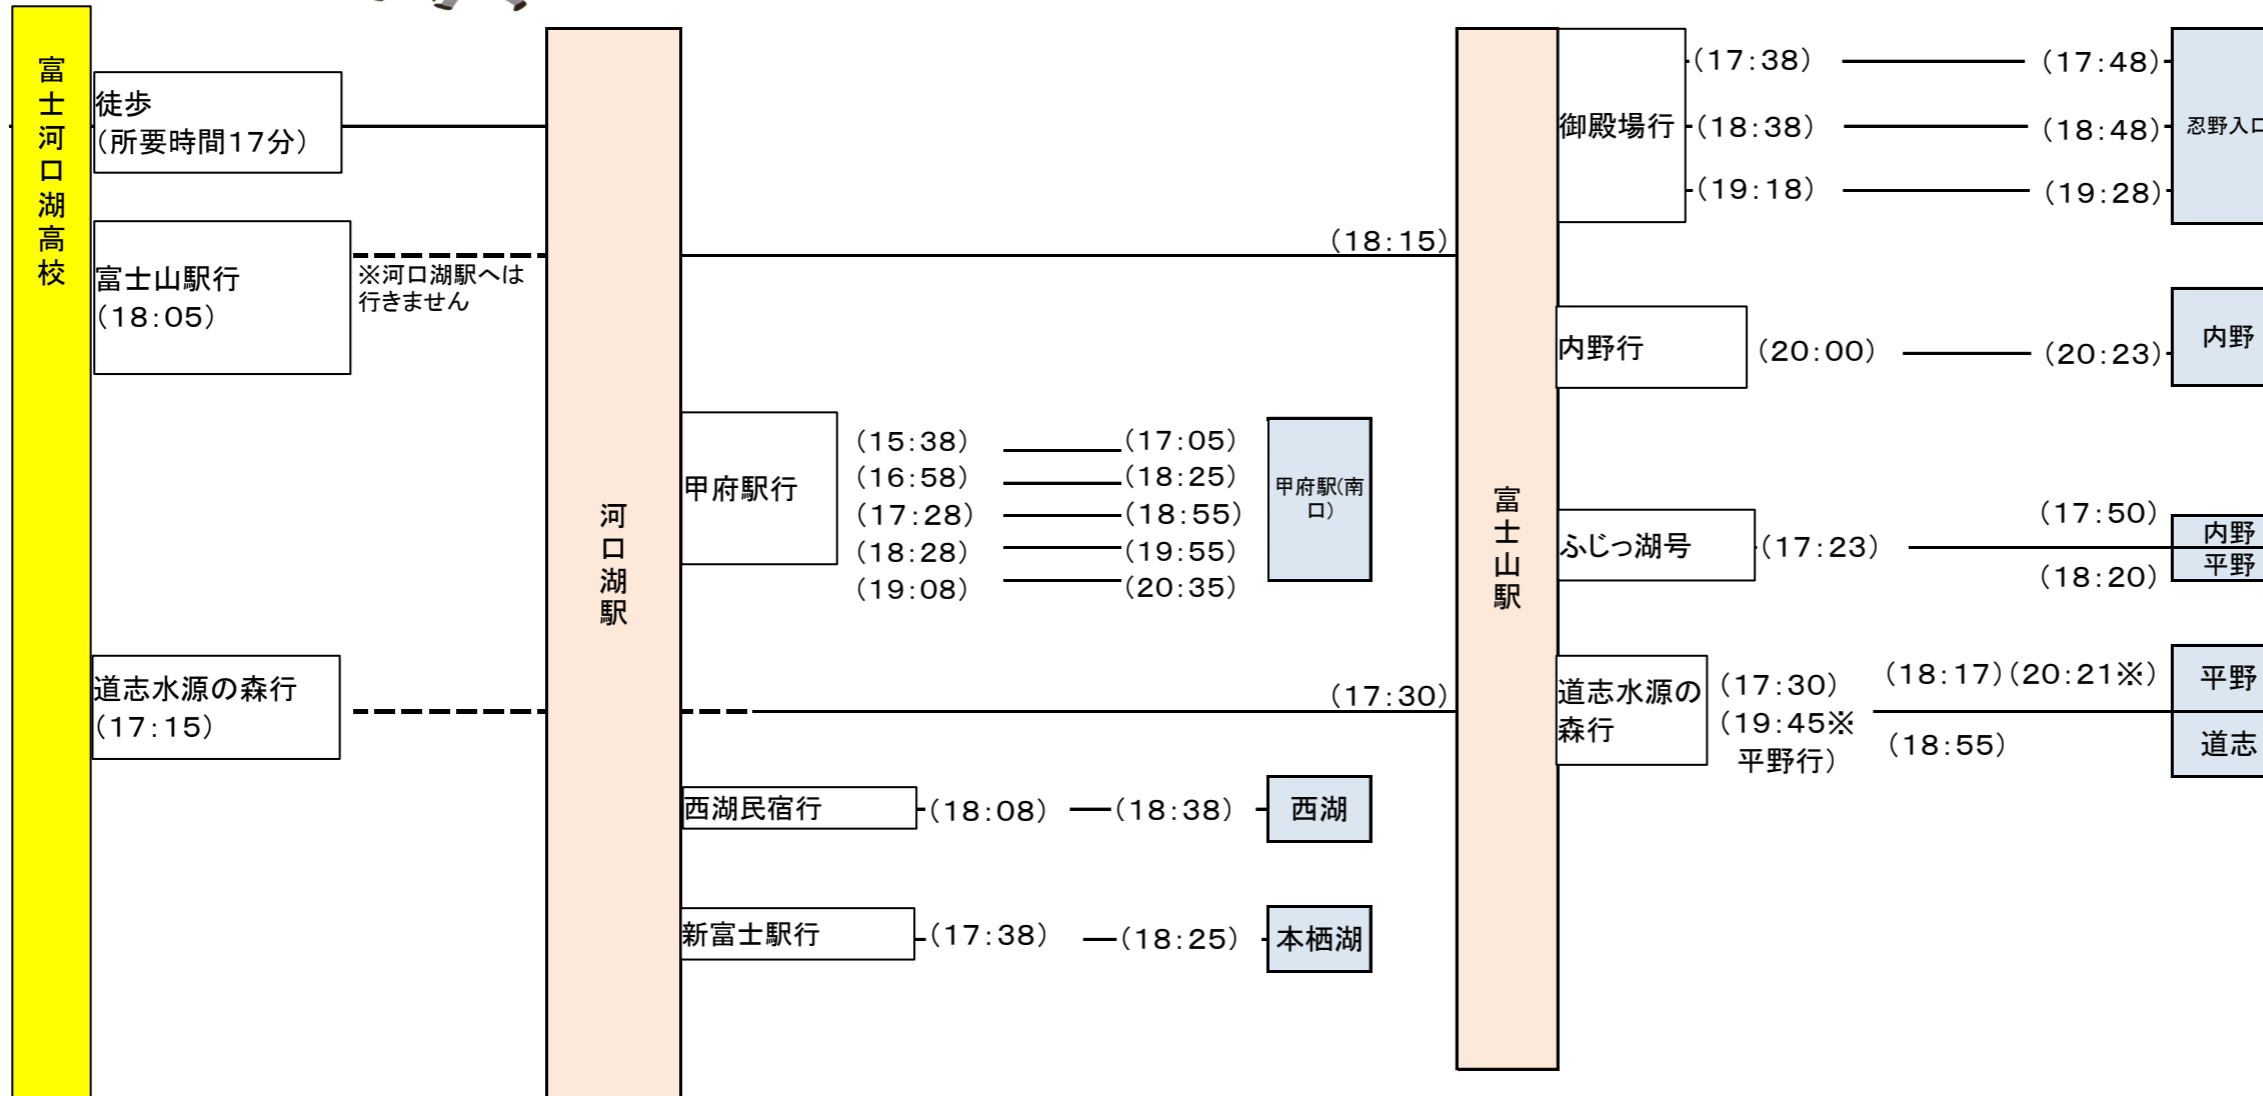 富士河口湖高校
徒歩
（所要時間17分）
富士山駅行
（18:05）
※河口湖駅へは
行きません
道志水源の森行
（17:15）
河口湖駅
（18:15）
甲府駅行
（15:38）（17:05）
（16:58）（18:25）
（17:28）（18:55）
（18:28）（19:55）
（19:08）（20:35）
甲府駅(南
口）
（17:30）
西湖民宿行（18:08）（18:38）西湖
新富士駅行（17:38）（18:25）本栖湖
富士山駅
御殿場行
（17:38）（17:48）
（18:38）（18:48）
（19:18）（19:28）
忍野入口
内野行（20:00）（20:23）内野
ふじっ湖号（17:23）
（17:50）内野
（18:20）平野
道志水源の
森行
（17:30）
（19:45※
平野行）
（18:17）（20:21※）平野
（18:55）道志